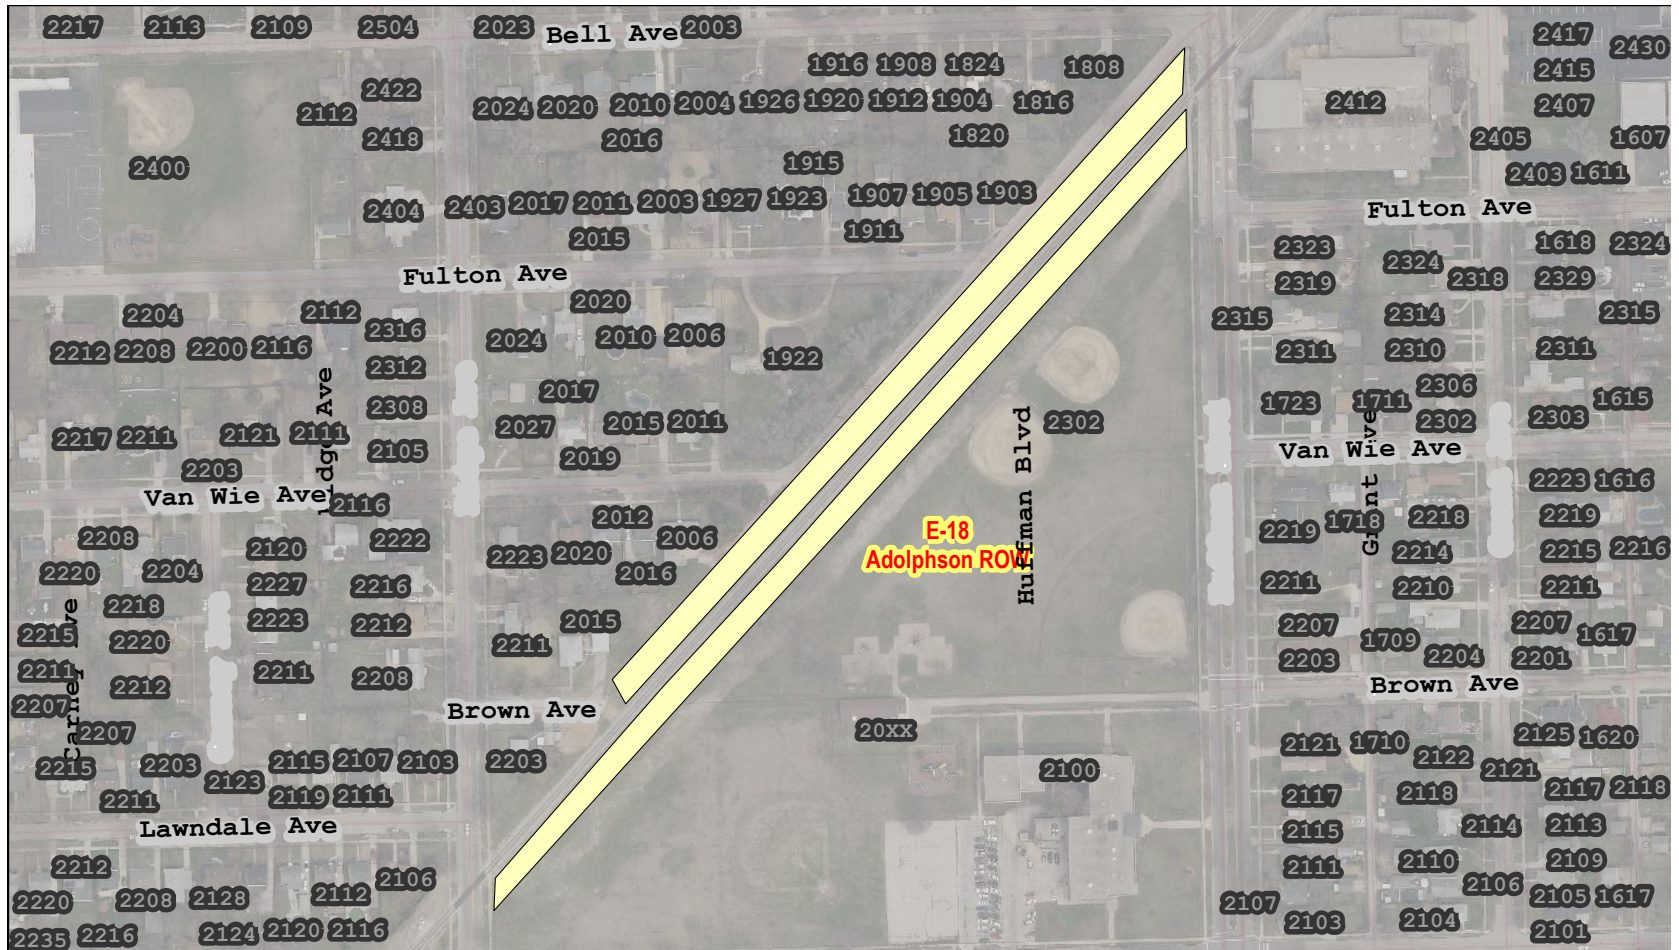 2217 2113 2109 2504 2023 Bell Ave 2003 2417
2430
1916 1908 1824 1808 2415
2422 2412 2407
2112 2024 2020 2010 2004 1926 1920 1912 1904 1816
2418 2016 1820 2405 1607
2400 1915 2403 1611
2404 2403 2017 2011 2003 1927 1923 1907 1905 1903 Fulton Ave
2015 1911 2323 1618 2324
Fulton Ave 2324 2318 2329
2319
2204 2112 2020 2315 2314 2315
2316 2024 2010 2006
2212 2208 2200 2116 1922 2311 2310 2311
2312 2017 2306
2308 1723 1711 1615
2027 2015 2011 2302 2302 2303
2217 2211 2121 2111 Van Wie Ave
2203 2105 2019
Van Wie Ave 2116 2223 1616
2012 E-18 2219 1718 2218 2219
2208 2120 2222 2223 2020 2006 Adolphson ROW Huffman Blvd Grant Ave 2214 2215 2216
2220 2204 2227 2216 2016 2211 2210 2211
2218
2215 2220 2223 2212 2211 2015 2207 1709 2207 1617
2211 2211 2208 2203 2204 2201
2207 2212 Brown Ave Brown Ave
Carney Ave
2207 20xx 2121 1710 2122 2125 1620
2215 2203 2123 2115 2107 2103 2203 2100 2121
2211 2119 2111 2117 2118 2117 2118
Lawndale Ave 2115 2114 2113
2212 2106 2111 2110 2109
2220 2208 2128 2112 2107 2106 2105 1617
2235 2216 2124 2120 2116 2103 2104 2101